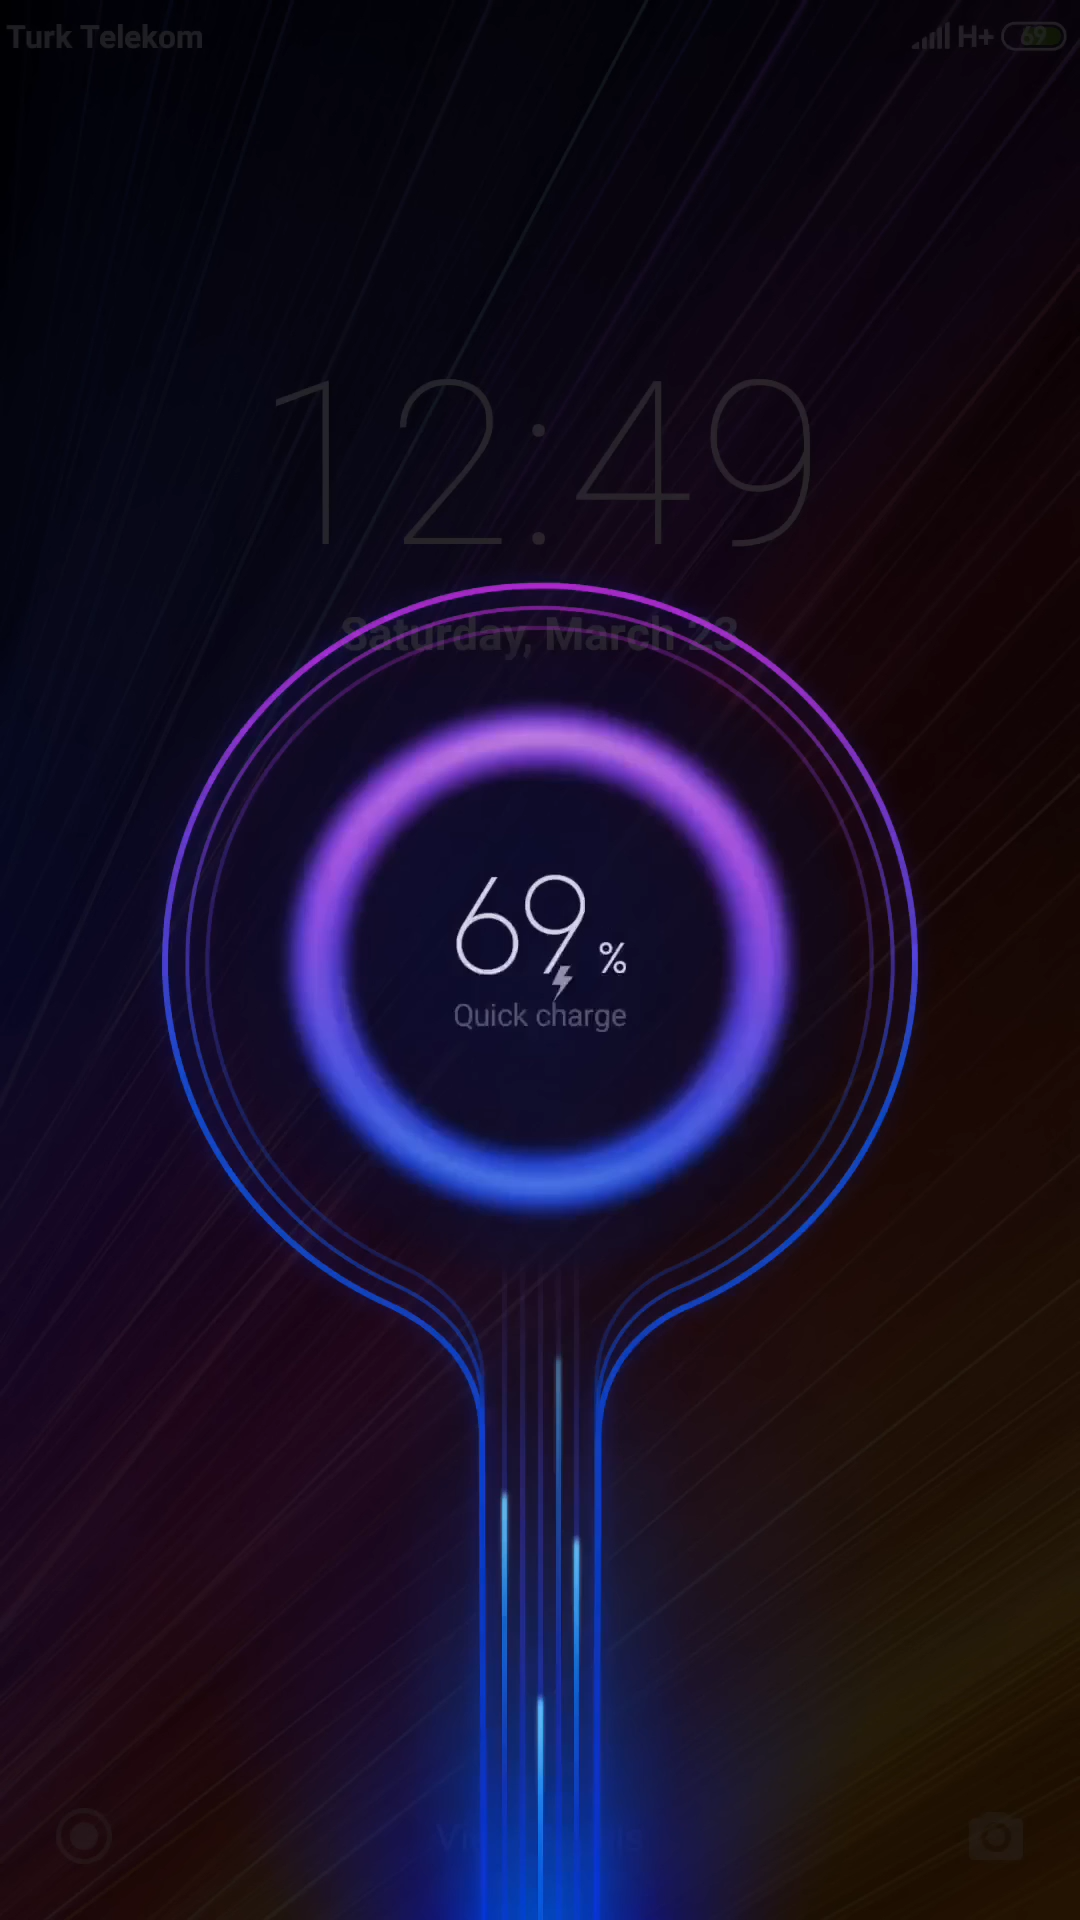 Turk Telekom
H+
69
12:49
Saturday, March 23
69 %
Quick charge